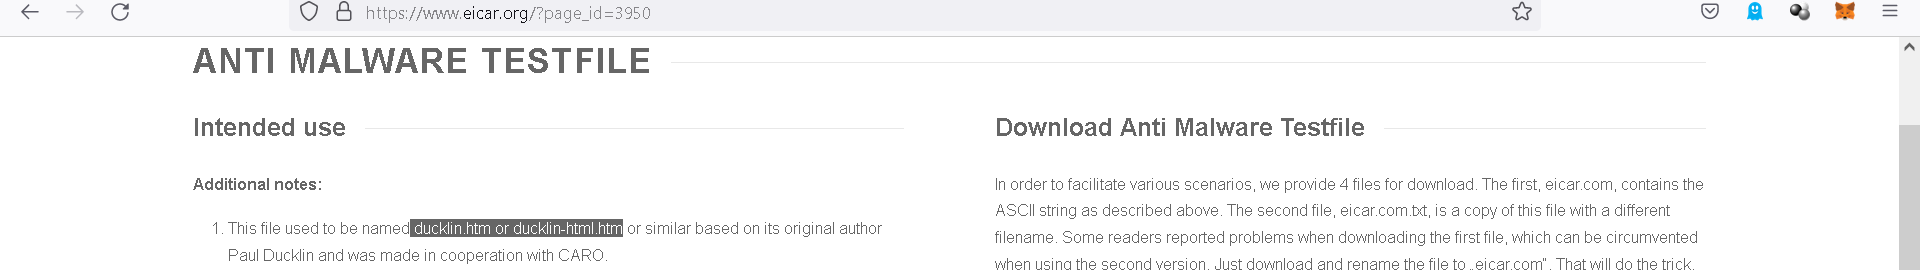 https://www.eicar.org/?page_id=3950
ANTI MALWARE TESTFILE
Intended use
Additional notes:
1. This file used to be named ducklin.htm or ducklin-html.htm or similar based on its original author
Paul Ducklin and was made in cooperation with CARO.
Download Anti Malware Testfile
In order to facilitate various scenarios, we provide 4 files for download. The first, eicar.com, contains the
ASCII string as described above. The second file, eicar.com.txt, is a copy of this file with a different
filename. Some readers reported problems when downloading the first file, which can be circumvented
when using the second version. Just download and rename the file to „eicar.com“. That will do the trick.